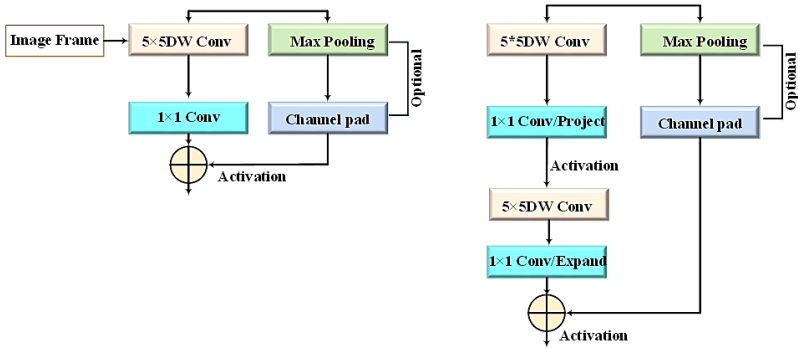 Image Frame
5×5DW Conv
Max Pooling
Optional
1×1 Conv
Channel pad
Activation
5*5DW Conv
Max Pooling
Optional
1×1 Conv/Project
Channel pad
Activation
5×5DW Conv
1×1 Conv/Expand
Activation